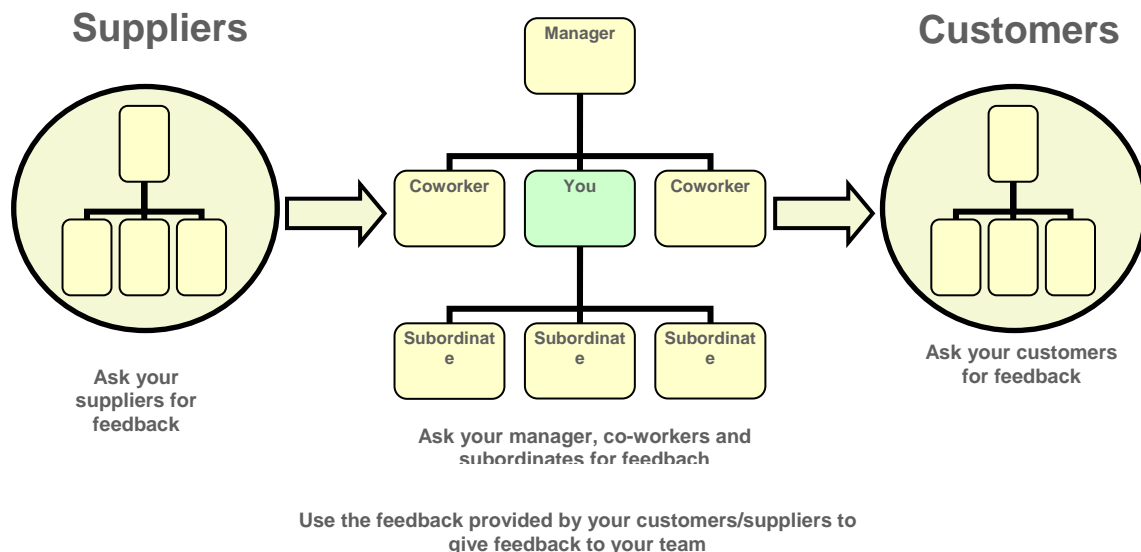 Suppliers
Manager
Customers
Coworker
You
Coworker
Subordinat
e
Subordinat
e
Subordinat
e
Ask your
suppliers for
feedback
Ask your customers
for feedback
Ask your manager, co-workers and
subordinates for feedbach
Use the feedback provided by your customers/suppliers to
give feedback to your team